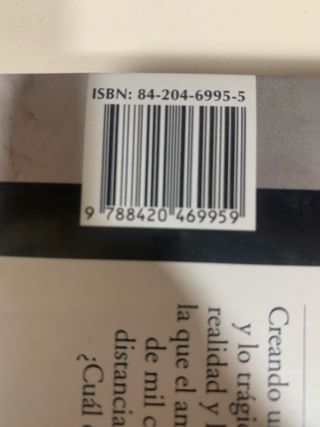 ISBN: 84-204-6995-5
9 788420 469959
Creando u
y lo trágic
realidad y l
la que el am
de mil c
distancia
¿Cuál